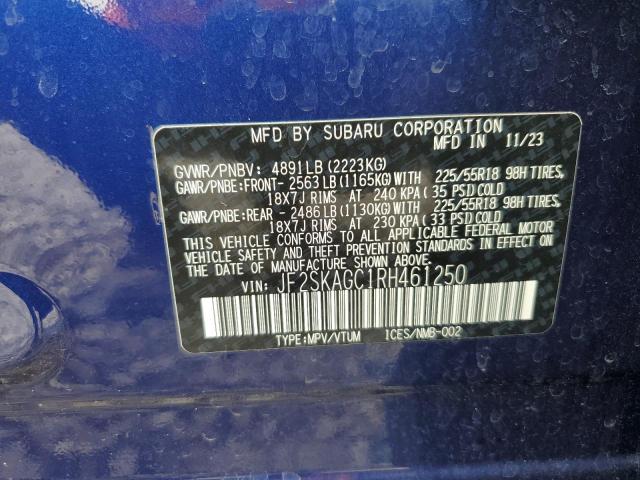 MFD BY SUBARU CORPORATION
MFD IN 11/23
GVWR/PNBV: 4891LB (2223KG)
GAWR/PNBE:FRONT- 2563 LB (1165KG) WITH 225/55R18 98H TIRES,
18X7J RIMS AT 240 KPA ( 35 PSI) COLD
GAWR/PNBE:REAR - 2486 LB (1130KG) WITH 225/55R18 98H TIRES,
18X7J RIMS AT 230 KPA ( 33 PSI) COLD
THIS VEHICLE CONFORMS TO ALL APPLICABLE FEDERAL MOTOR
VEHICLE SAFETY AND THEFT PREVENTION STANDARDS IN EFFECT
ON THE DATE OF MANUFACTURE SHOWN ABOVE.
VIN: JF2SKAGC1RH461250
TYPE:MPV/VTUM ICES/NMB-002